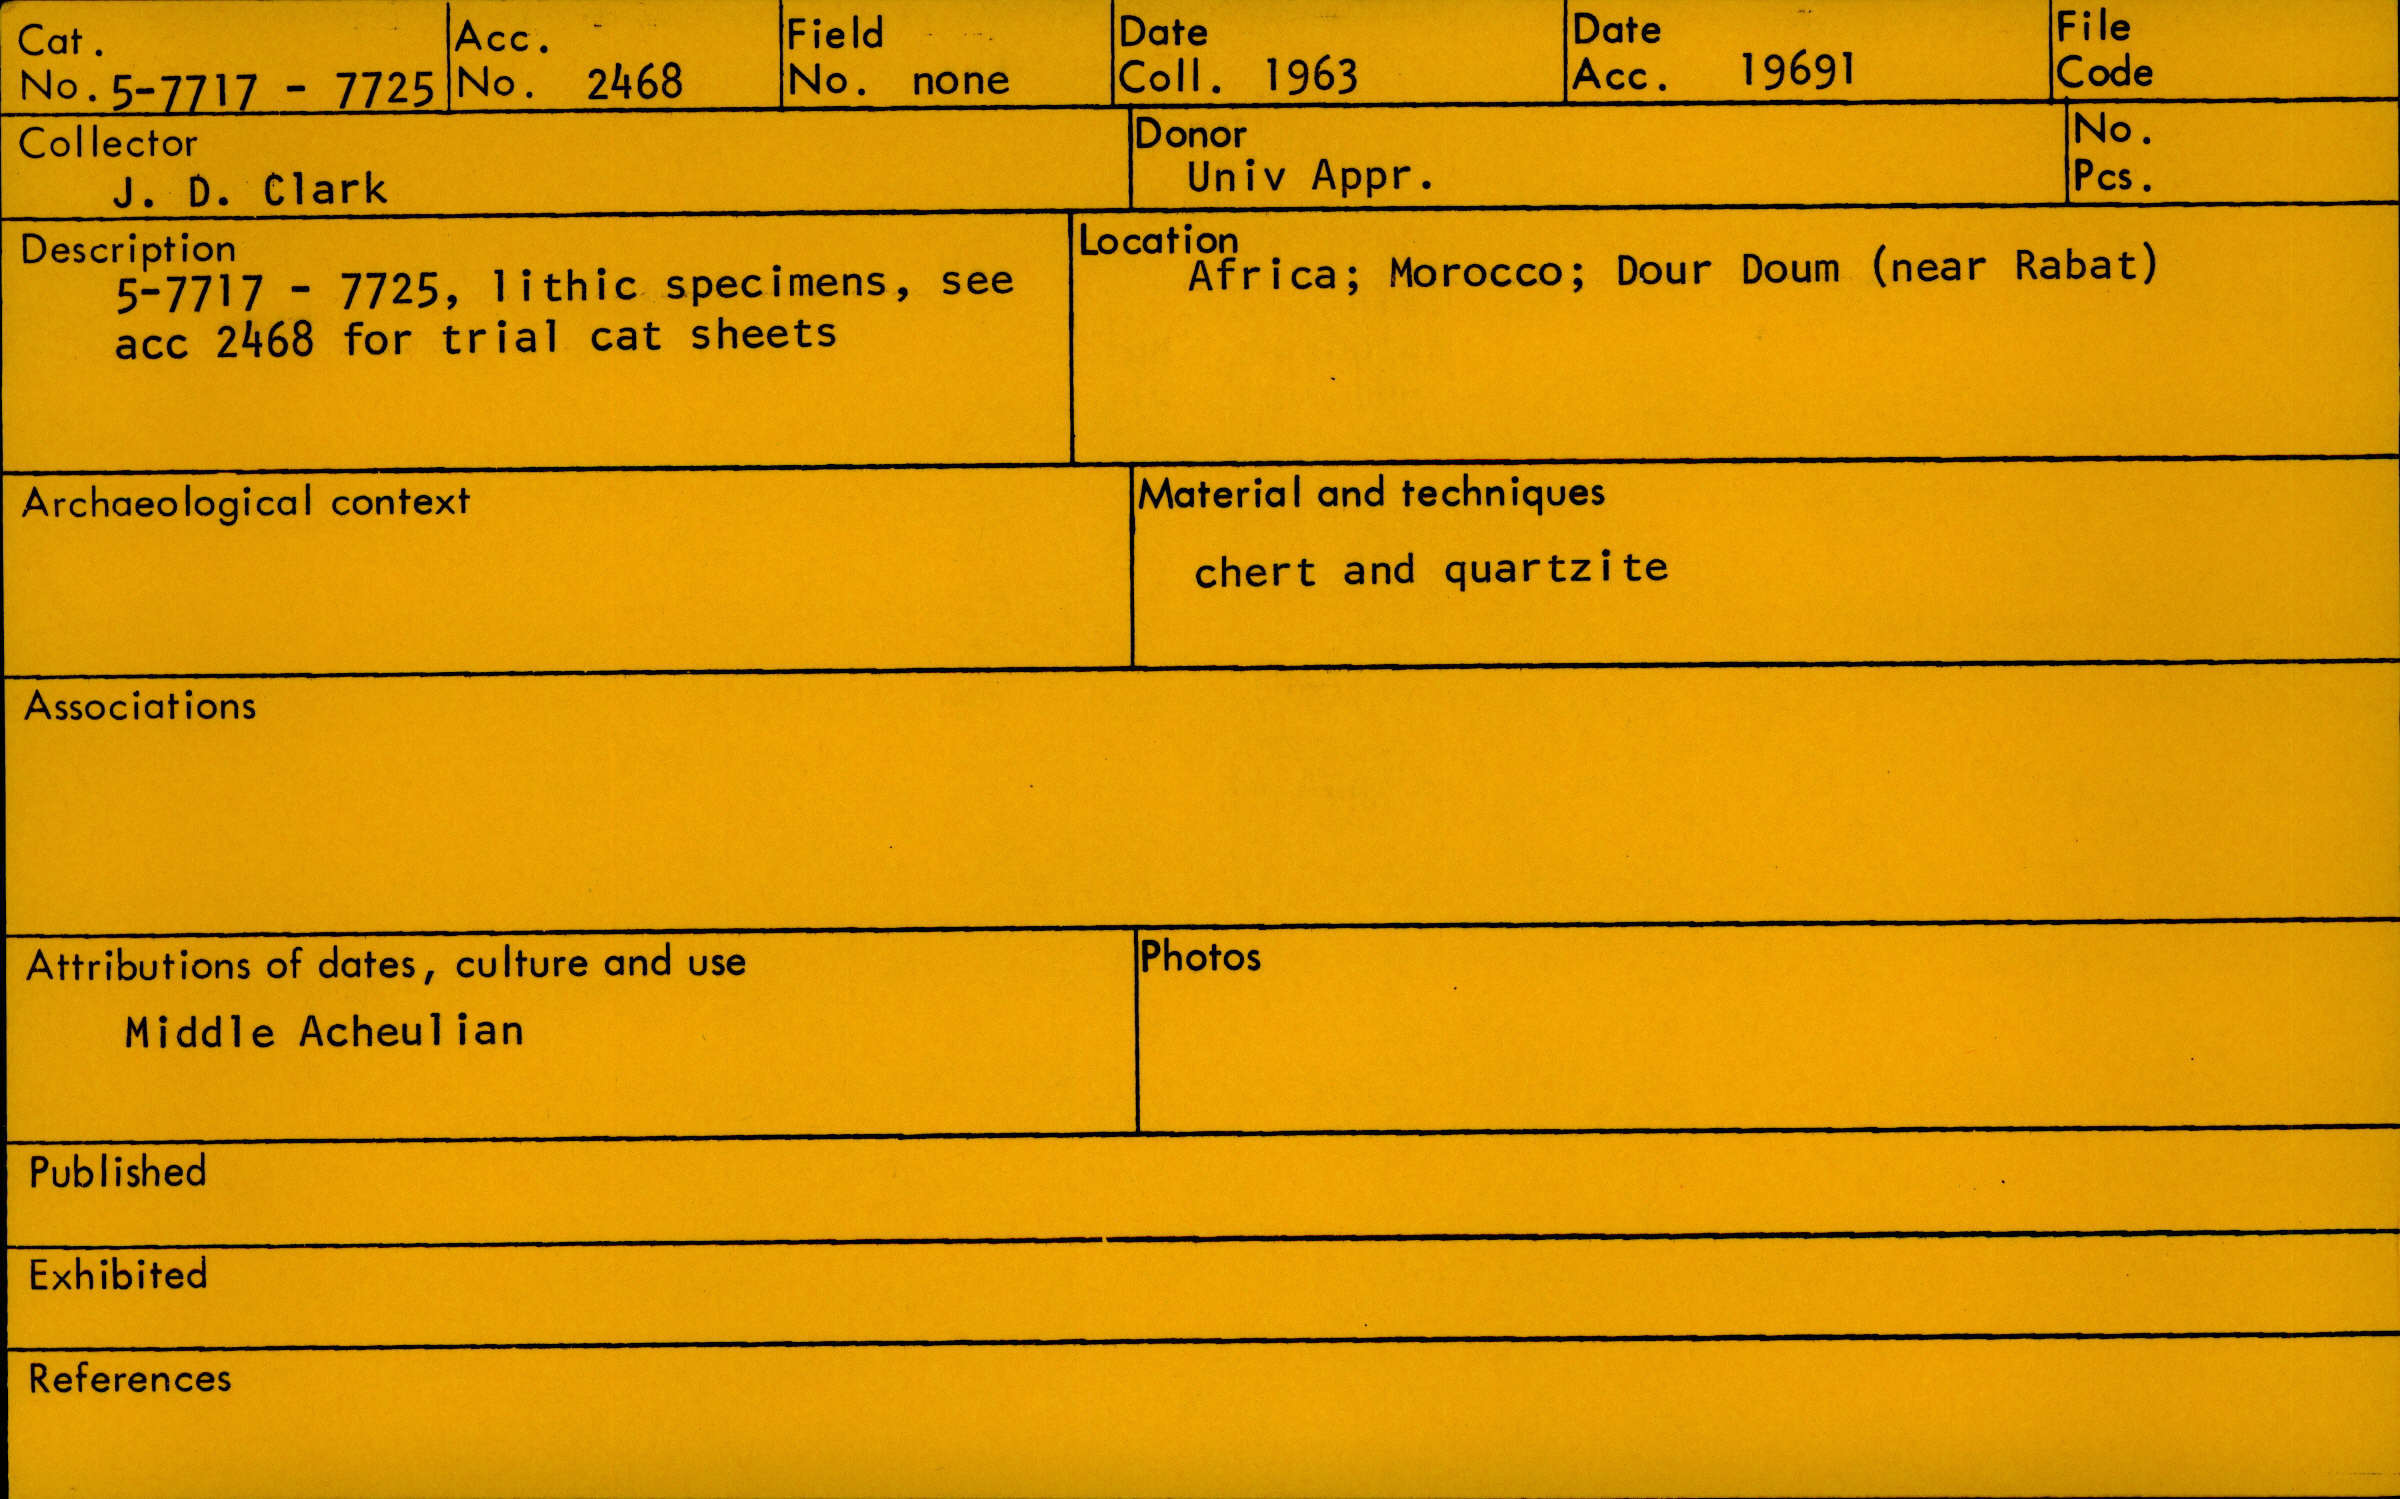 Cat.
No. 5-7717 - 7725
Acc.
No. 2468
Field
No. none
Date
Coll. 1963
Date
Acc. 19691
File
Code
Collector
J. D. Clark
Donor
Univ Appr.
No.
Pcs.
Description
5-7717 - 7725, lithic specimens, see
acc 2468 for trial cat sheets
Location
Africa; Morocco; Dour Doum (near Rabat)
Archaeological context
Material and techniques
chert and quartzite
Associations
Attributions of dates, culture and use
Middle Acheulian
Photos
Published
Exhibited
References